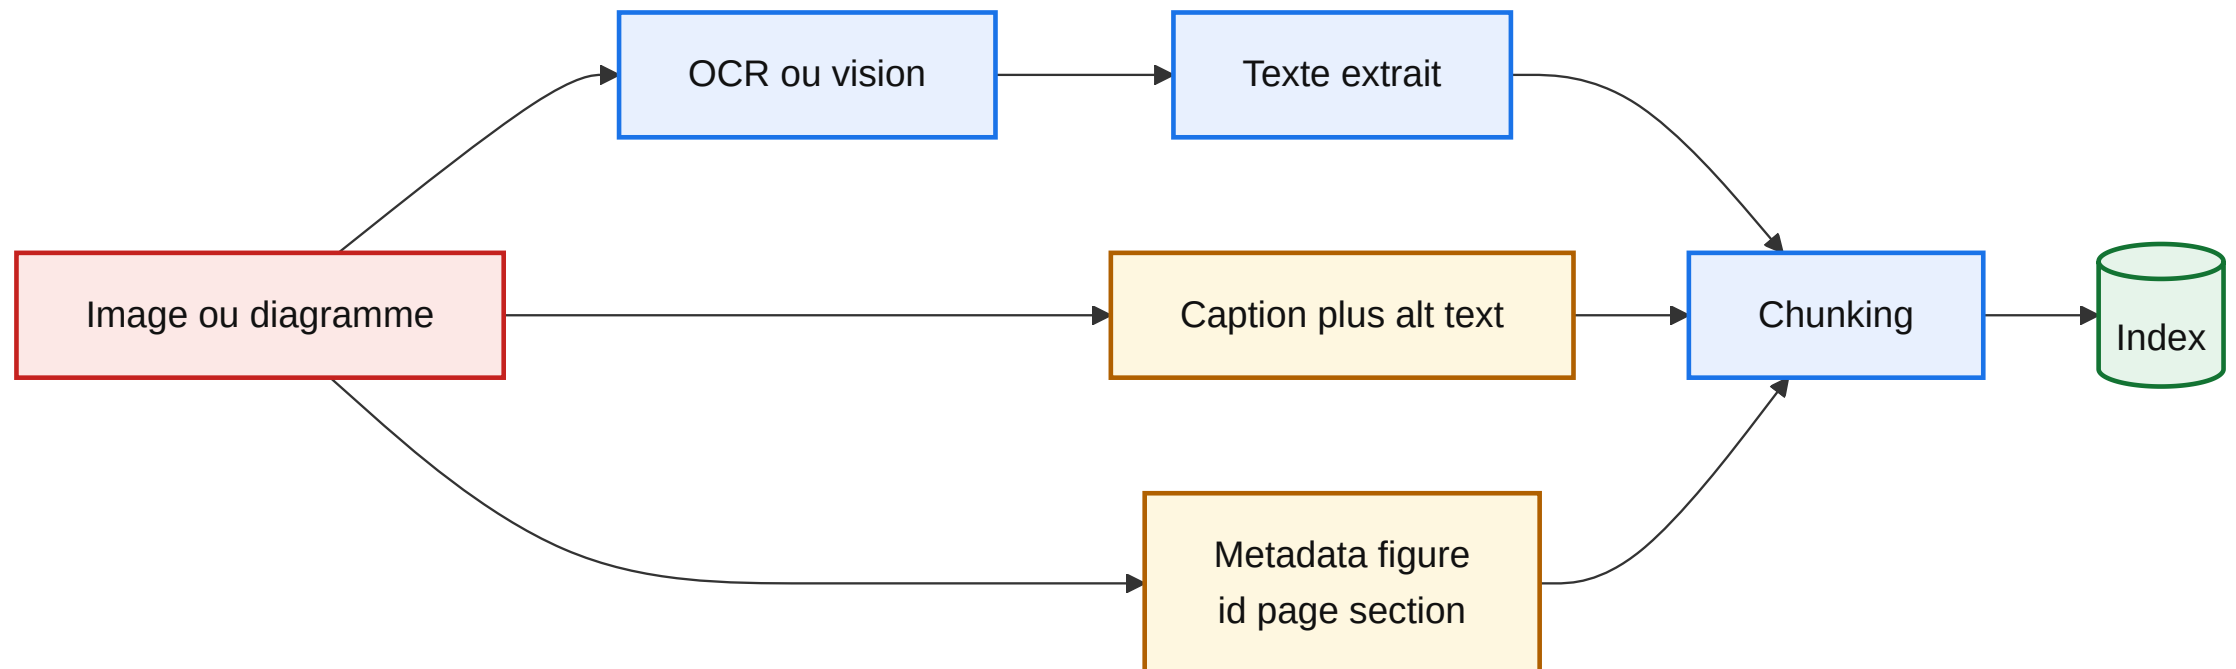 OCR ou vision
Texte extrait
Image ou diagramme
Caption plus alt text
Chunking
Index
Metadata figure
id page section